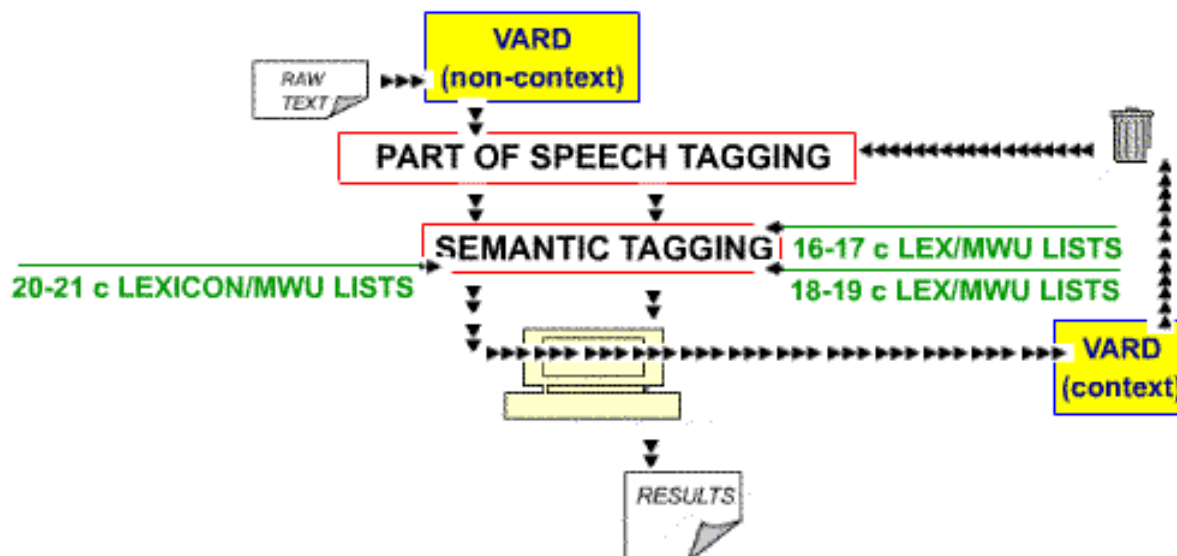 VARD
(non-context)
RAW
TEXT
PART OF SPEECH TAGGING
SEMANTIC TAGGING
16-17 c LEX/MWU LISTS
20-21 c LEXICON/MWU LISTS
18-19 c LEX/MWU LISTS
VARD
(context)
RESULTS